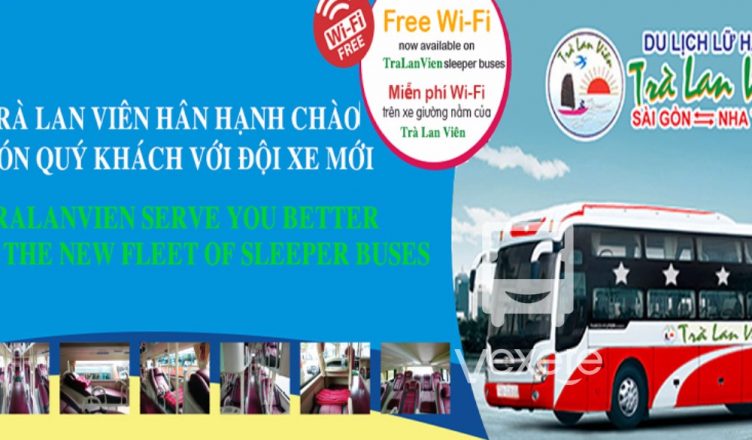 Wi-Fi
FREE
Free Wi-Fi
now available on
TraLanVien sleeper buses
Miễn phí Wi-Fi
trên xe giường nằm của
Trà Lan Viên
RÀ LAN VIÊN HÂN HẠNH CHÀO
ÓN QUÝ KHÁCH VỚI ĐỘI XE MỚI
RALANVIEN SERVE YOU BETTER
THE NEW FLEET OF SLEEPER BUSES
Trà Lan Viên
DU LỊCH LỮ H
Trà Lan V
SÀI GÒN ⇆ NHA T
Trà Lan V
vexere